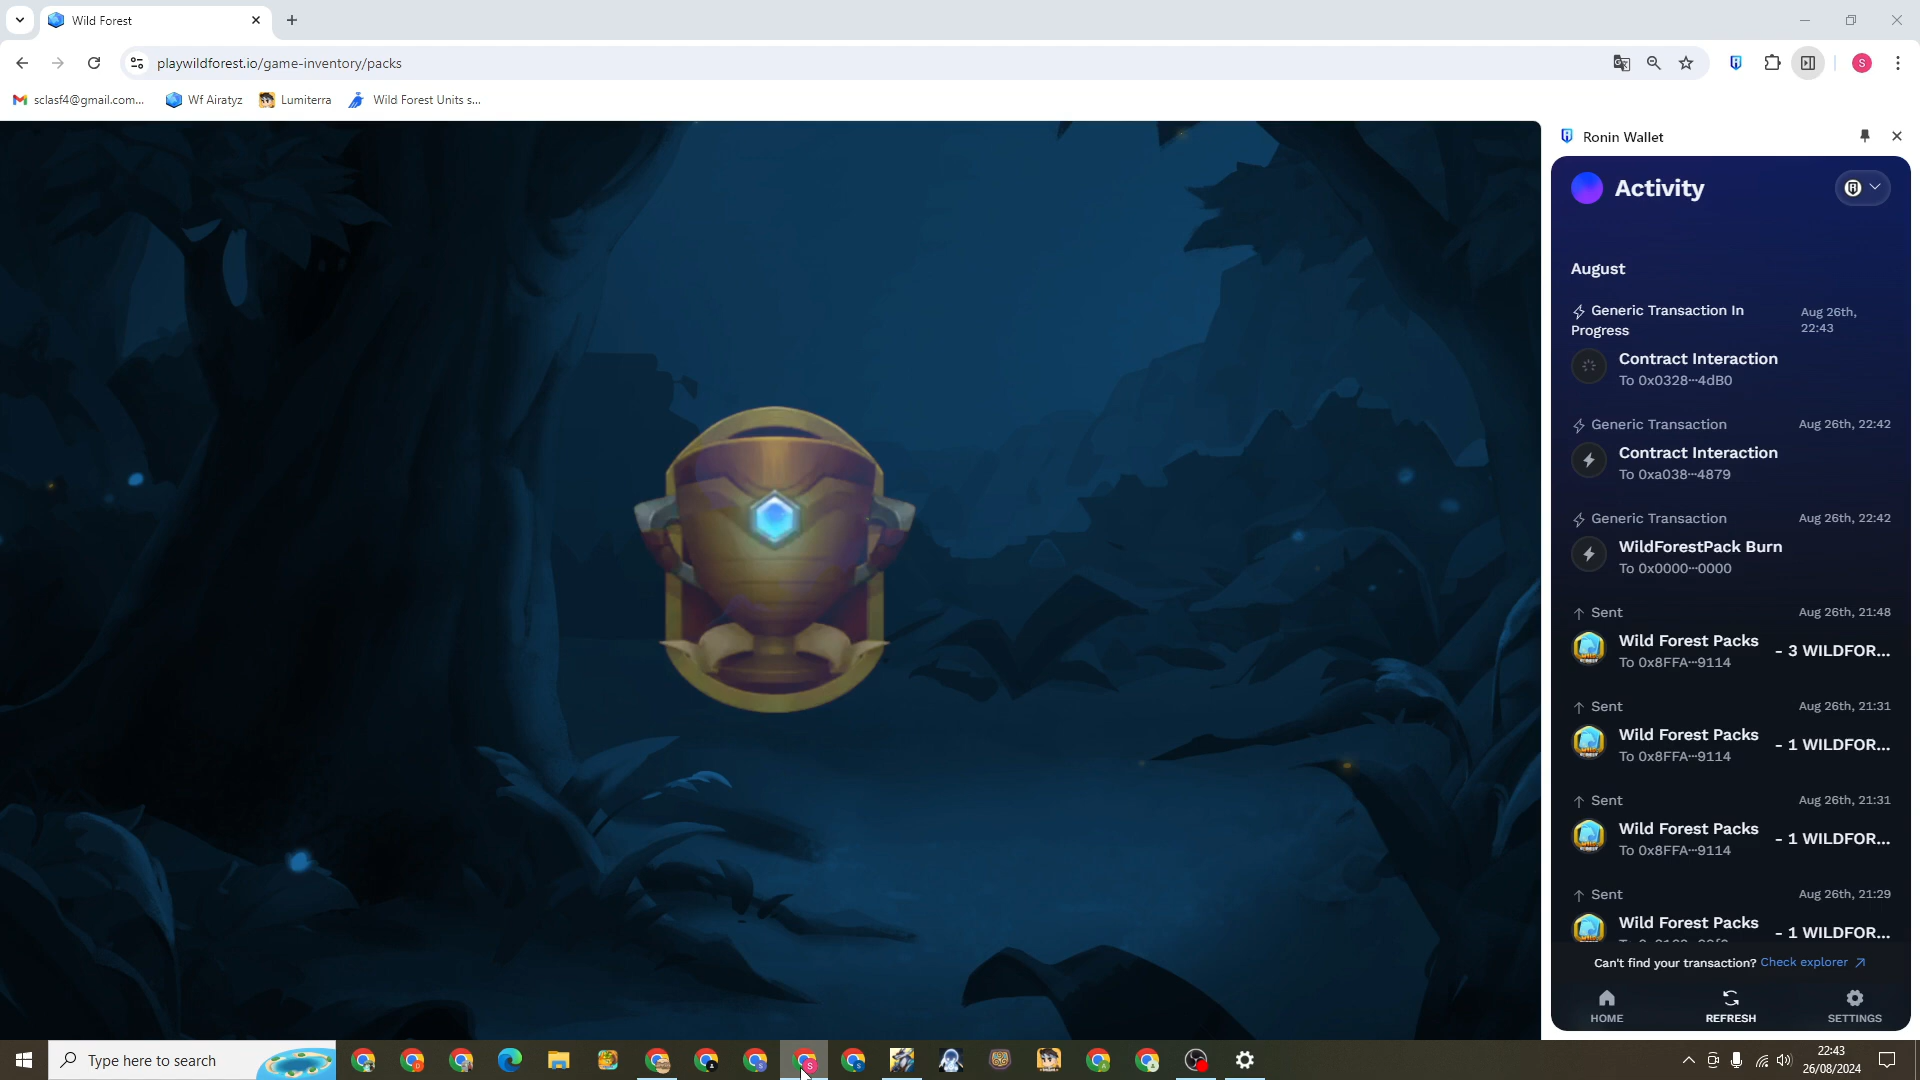 Wild Forest
playwildforest.io/game-inventory/packs
S
sclasf4@gmail.com...
Wf Airatyz
Lumiterra
Wild Forest Units s...
Ronin Wallet
Activity
August
Generic Transaction In Progress
Aug 26th, 22:43
Contract Interaction
To 0x0328···4dB0
Generic Transaction
Aug 26th, 22:42
Contract Interaction
To 0xa038···4879
Generic Transaction
Aug 26th, 22:42
WildForestPack Burn
To 0x0000···0000
Sent
Aug 26th, 21:48
Wild Forest Packs
- 3 WILDFOR...
To 0x8FFA···9114
Sent
Aug 26th, 21:31
Wild Forest Packs
- 1 WILDFOR...
To 0x8FFA···9114
Sent
Aug 26th, 21:31
Wild Forest Packs
- 1 WILDFOR...
To 0x8FFA···9114
Sent
Aug 26th, 21:29
Wild Forest Packs
- 1 WILDFOR...
Can't find your transaction? Check explorer
HOME
REFRESH
SETTINGS
Type here to search
22:43
26/08/2024